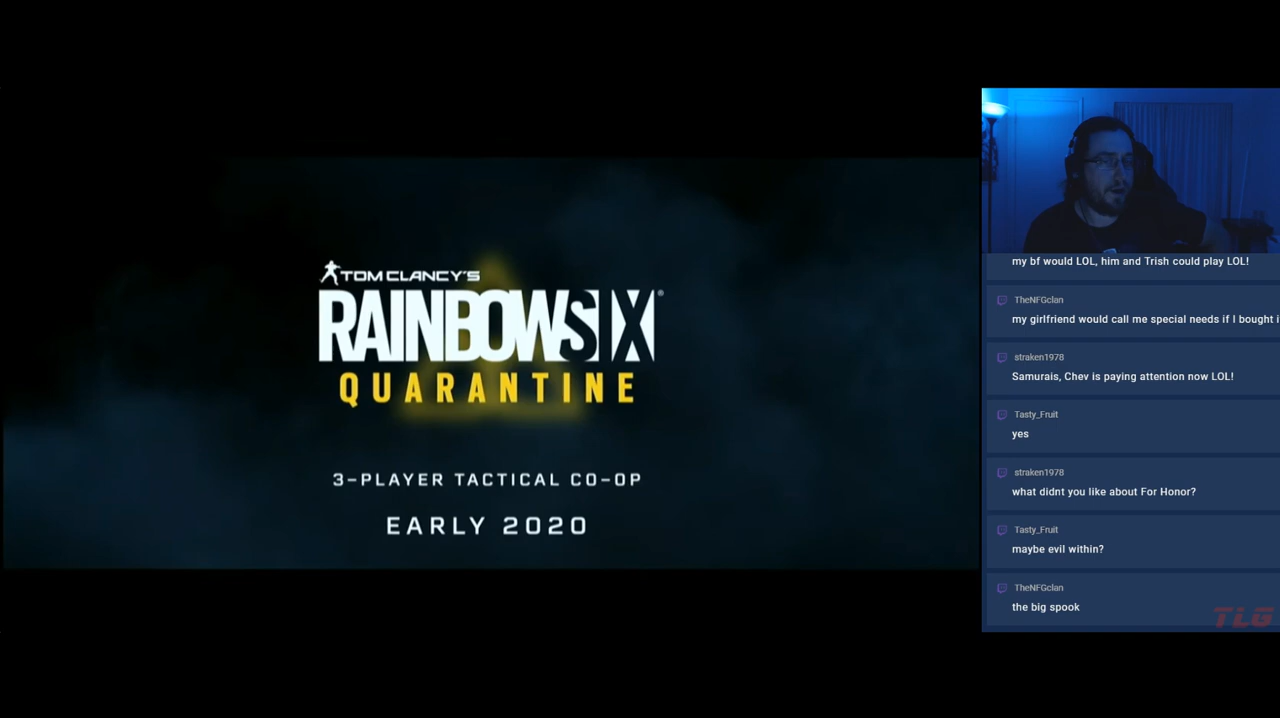 TOM CLANCY'S
RAINBOWSIX®
QUARANTINE
3-PLAYER TACTICAL CO-OP
EARLY 2020
my bf would LOL, him and Trish could play LOL!
TheNFGclan
my girlfriend would call me special needs if I bought i
straken1978
Samurais, Chev is paying attention now LOL!
Tasty_Fruit
yes
straken1978
what didnt you like about For Honor?
Tasty_Fruit
maybe evil within?
TheNFGclan
the big spook
TLG